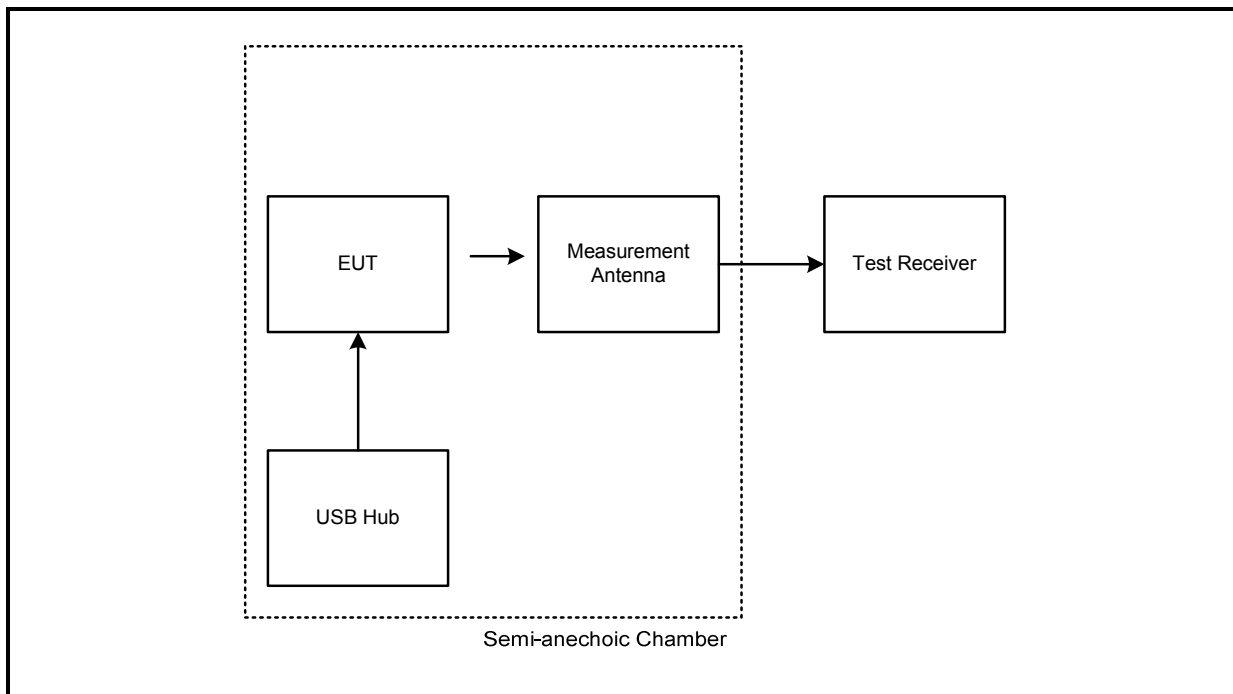 EUT
Measurement
Antenna
Test Receiver
USB Hub
Semi-anechoic Chamber